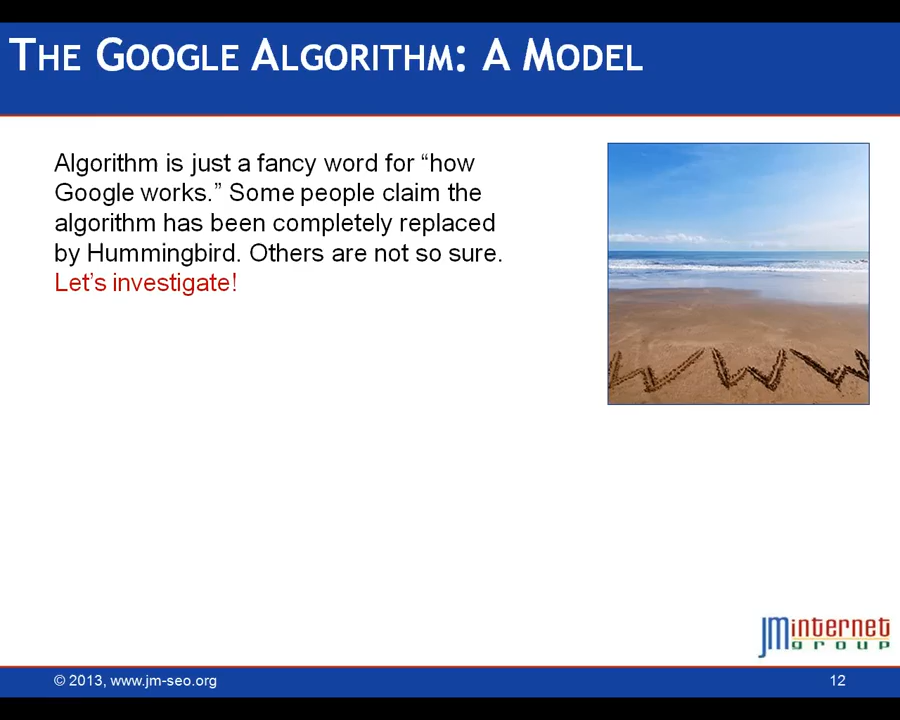 THE GOOGLE ALGORITHM: A MODEL
Algorithm is just a fancy word for “how
Google works.” Some people claim the
algorithm has been completely replaced
by Hummingbird. Others are not so sure.
Let’s investigate!
WWW
JMinternet
group
© 2013, www.jm-seo.org
12